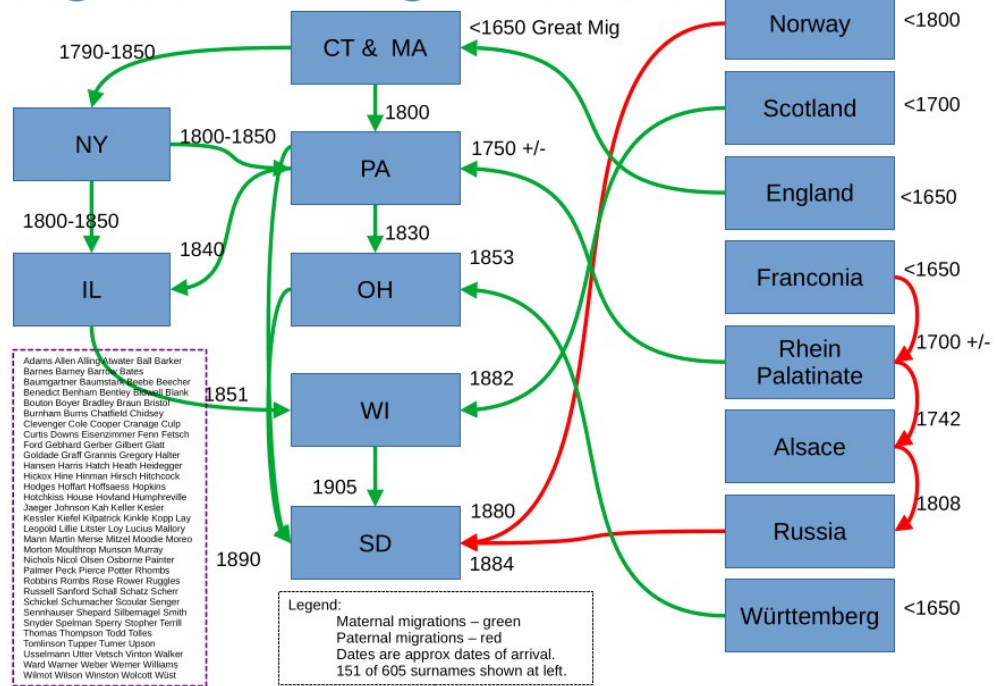 CT & MA
<1650 Great Mig
1790-1850
1800
NY
1800-1850
PA
1750 +/-
1800-1850
1840
1830
IL
OH
1853
1851
WI
1882
1905
SD
1880
1884
1890
Norway
<1800
Scotland
<1700
England
<1650
Franconia
<1650
1700 +/-
Rhein
Palatinate
1742
Alsace
1808
Russia
Württemberg
<1650
Adams Allen Alling Atwater Ball Barker
Barnes Barney Barrow Bates
Baumgartner Baumstark Beebe Beecher
Benedict Benham Bentley Bidwell Blank
Bouton Boyer Bradley Braun Bristol
Burnham Burns Chatfield Chidsey
Clevenger Cole Cooper Cranage Culp
Curtis Downs Eisenzimmer Fenn Fetsch
Ford Gebhard Gerber Gilbert Glatt
Goldade Graff Grannis Gregory Halter
Hansen Harris Hatch Heath Heidegger
Hickox Hine Hinman Hirsch Hitchcock
Hodges Hoffart Hoffsaess Hopkins
Hotchkiss House Hovland Humphreville
Jaeger Johnson Kah Keller Kesler
Kessler Kiefel Kilpatrick Kinkle Kopp Lay
Leopold Lillie Litster Loy Lucius Mallory
Mann Martin Merse Mitzel Moodie Moreo
Morton Moulthrop Munson Murray
Nichols Nicol Olsen Osborne Painter
Palmer Peck Pierce Potter Rhombs
Robbins Rombs Rose Rower Ruggles
Russell Sanford Schall Schatz Scherr
Schickel Schumacher Scoular Senger
Sennhauser Shepard Silbernagel Smith
Snyder Spelman Sperry Stopher Terrill
Thomas Thompson Todd Tolles
Tomlinson Tupper Turner Upson
Usselmann Utter Vetsch Vinton Walker
Ward Warner Weber Werner Williams
Wilmot Wilson Winston Wolcott Wüst
Legend:
Maternal migrations – green
Paternal migrations – red
Dates are approx dates of arrival.
151 of 605 surnames shown at left.